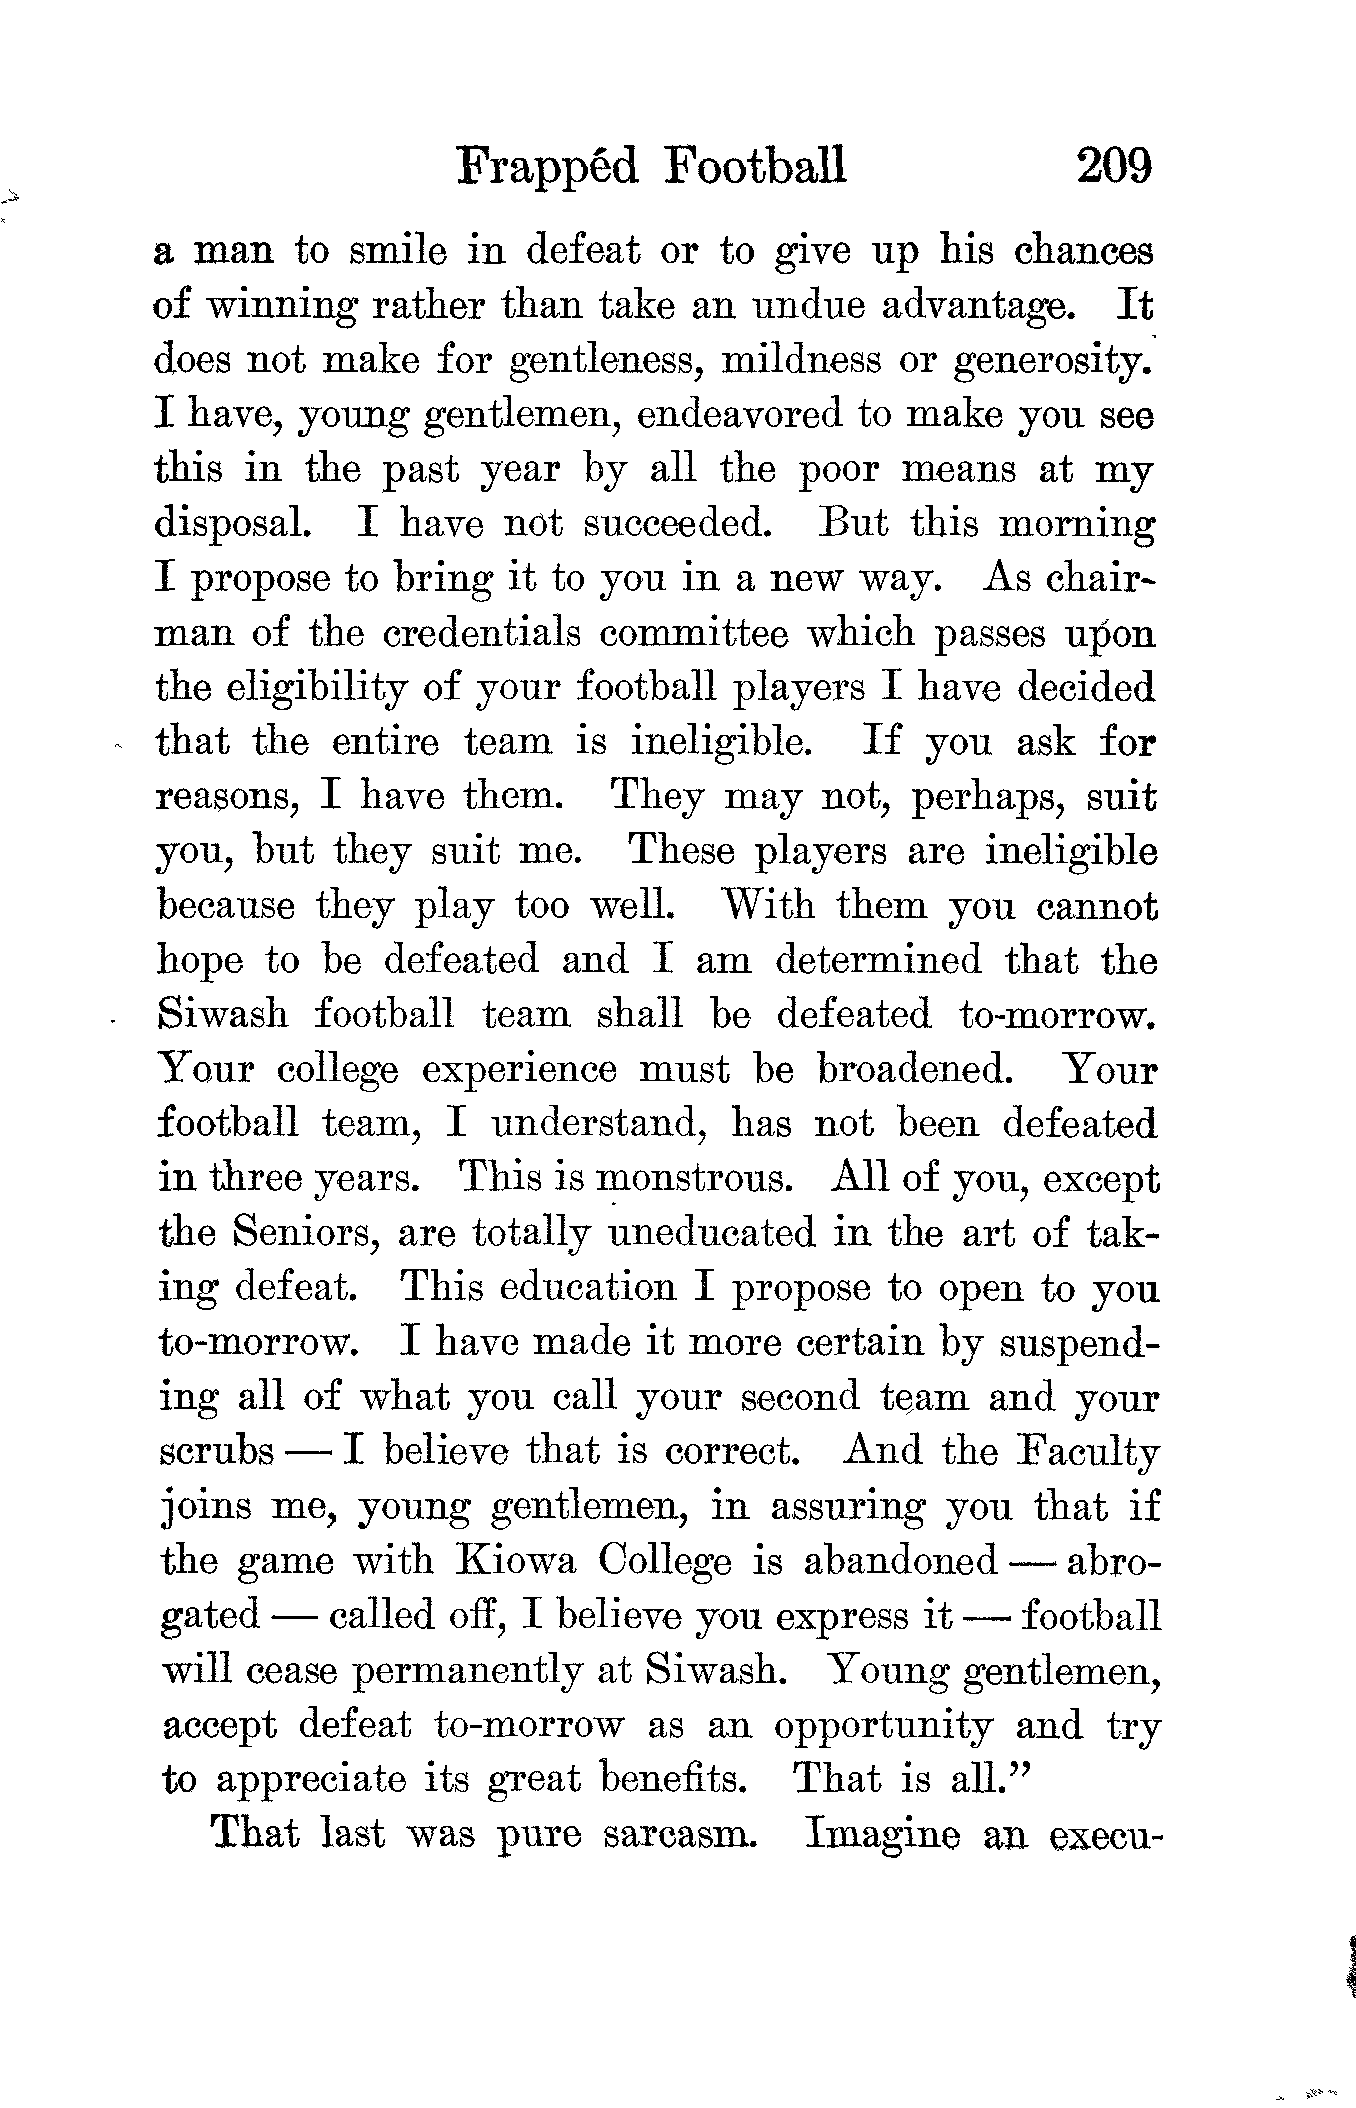 Frappéd Football 209
a man to smile in defeat or to give up his chances
of winning rather than take an undue advantage. It
does not make for gentleness, mildness or generosity.
I have, young gentlemen, endeavored to make you see
this in the past year by all the poor means at my
disposal. I have not succeeded. But this morning
I propose to bring it to you in a new way. As chair-
man of the credentials committee which passes upon
the eligibility of your football players I have decided
that the entire team is ineligible. If you ask for
reasons, I have them. They may not, perhaps, suit
you, but they suit me. These players are ineligible
because they play too well. With them you cannot
hope to be defeated and I am determined that the
Siwash football team shall be defeated to-morrow.
Your college experience must be broadened. Your
football team, I understand, has not been defeated
in three years. This is monstrous. All of you, except
the Seniors, are totally uneducated in the art of tak-
ing defeat. This education I propose to open to you
to-morrow. I have made it more certain by suspend-
ing all of what you call your second team and your
scrubs — I believe that is correct. And the Faculty
joins me, young gentlemen, in assuring you that if
the game with Kiowa College is abandoned — abro-
gated — called off, I believe you express it — football
will cease permanently at Siwash. Young gentlemen,
accept defeat to-morrow as an opportunity and try
to appreciate its great benefits. That is all.”
That last was pure sarcasm. Imagine an execu-